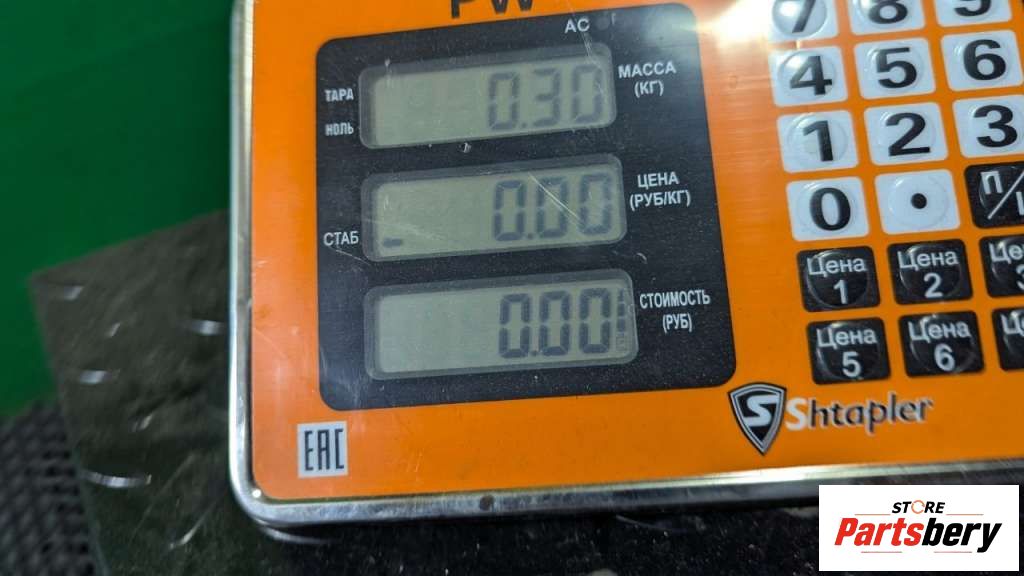 PW
AC
ТАРА
НОЛЬ
0.30
МАССА
(КГ)
СТАБ
0.00
ЦЕНА
(РУБ/КГ)
0.00
СТОИМОСТЬ
(РУБ)
7 8 9
4 5 6
1 2 3
0 •
Цена 1
Цена 2
Цена 5
Цена 6
Shtapler
EAC
STORE
Partsbery